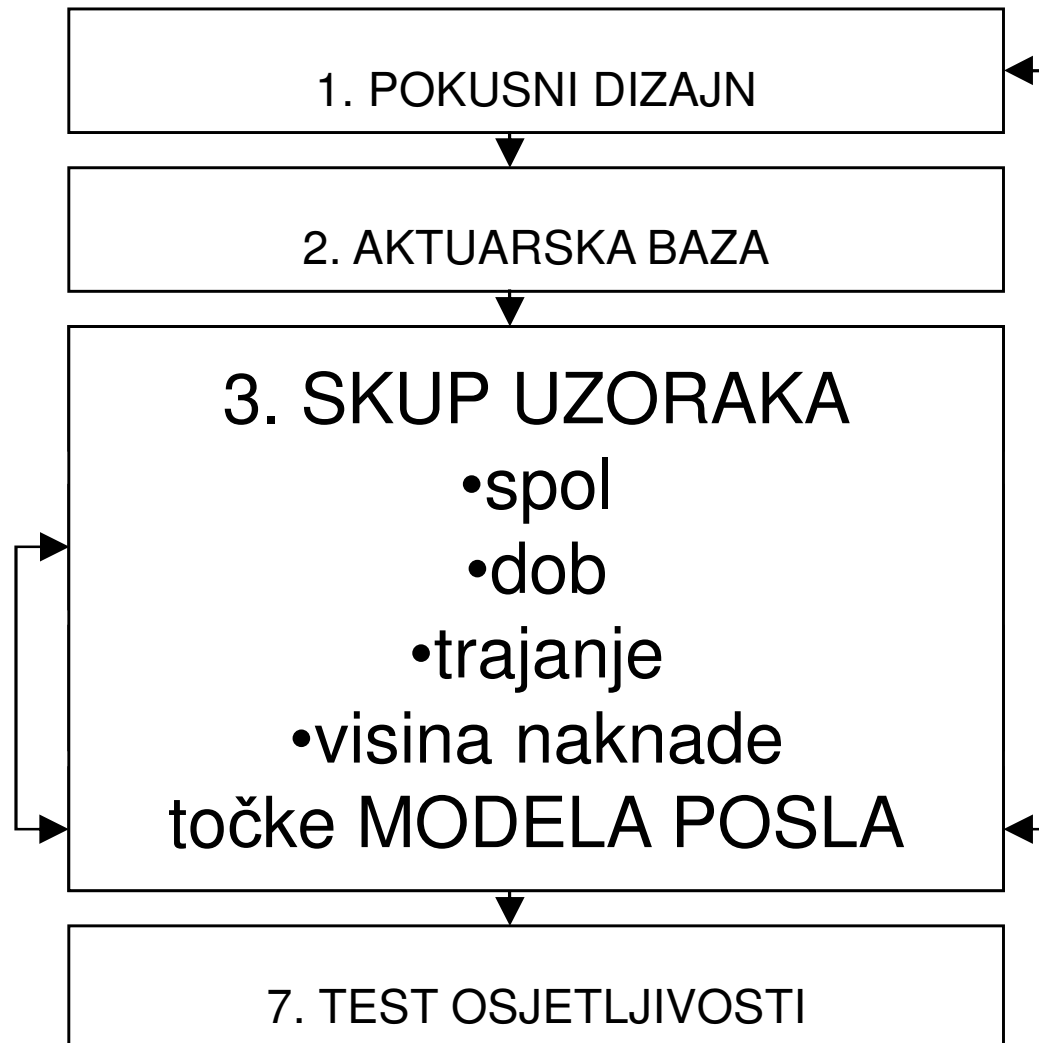 1. POKUSNI DIZAJN
2. AKTUARSKA BAZA
3. SKUP UZORAKA
•spol
•dob
•trajanje
•visina naknade
točke MODELA POSLA
7. TEST OSJETLJIVOSTI